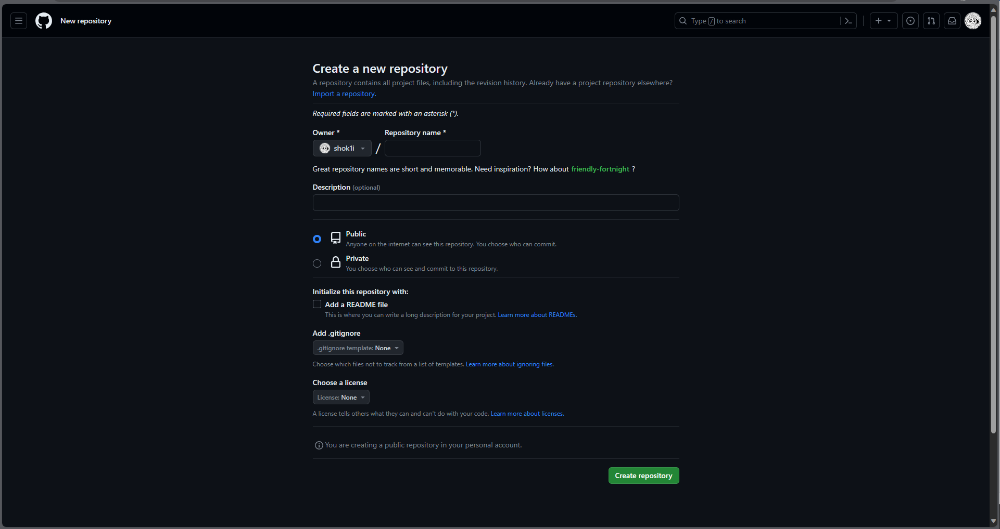 New repository
Type / to search
Create a new repository
A repository contains all project files, including the revision history. Already have a project repository elsewhere?
Import a repository.
Required fields are marked with an asterisk (*).
Owner *
Repository name *
shok1i
/
Great repository names are short and memorable. Need inspiration? How about friendly-fortnight ?
Description (optional)
Public
Anyone on the internet can see this repository. You choose who can commit.
Private
You choose who can see and commit to this repository.
Initialize this repository with:
Add a README file
This is where you can write a long description for your project. Learn more about READMEs.
Add .gitignore
.gitignore template: None
Choose which files not to track from a list of templates. Learn more about ignoring files.
Choose a license
License: None
A license tells others what they can and can't do with your code. Learn more about licenses.
You are creating a public repository in your personal account.
Create repository